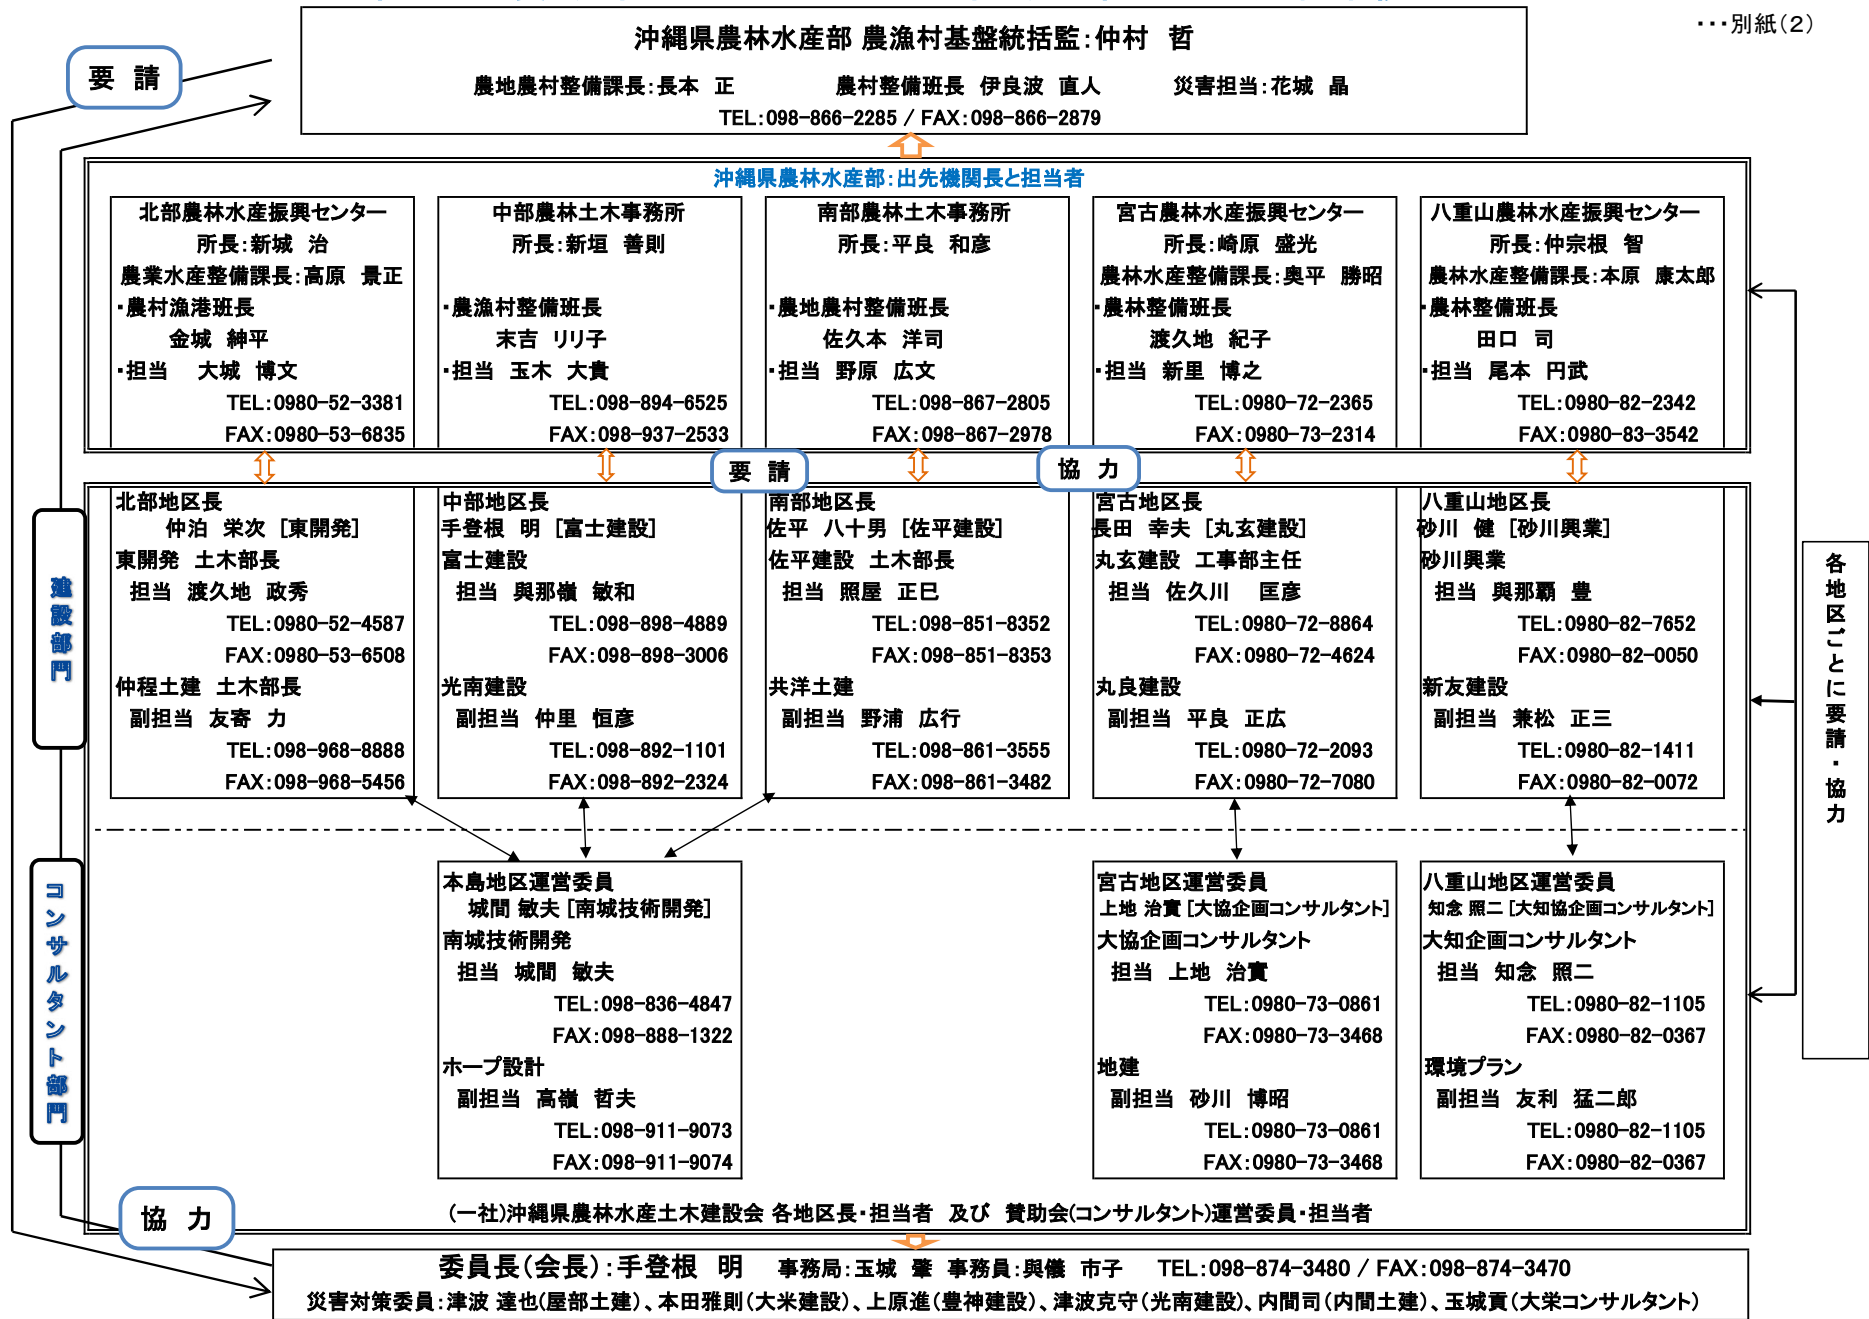 ・・・別紙(2)
要 請
沖縄県農林水産部 農漁村基盤統括監:仲村 哲
農地農村整備課長:長本 正 農村整備班長 伊良波 直人 災害担当:花城 晶
TEL:098-866-2285 / FAX:098-866-2879
沖縄県農林水産部:出先機関長と担当者
北部農林水産振興センター
所長:新城 治
農業水産整備課長:高原 景正
・農村漁港班長
金城 紳平
・担当 大城 博文
TEL:0980-52-3381
FAX:0980-53-6835
中部農林土木事務所
所長:新垣 善則
・農漁村整備班長
末吉 リリ子
・担当 玉木 大貴
TEL:098-894-6525
FAX:098-937-2533
南部農林土木事務所
所長:平良 和彦
・農地農村整備班長
佐久本 洋司
・担当 野原 広文
TEL:098-867-2805
FAX:098-867-2978
宮古農林水産振興センター
所長:崎原 盛光
農林水産整備課長:奥平 勝昭
・農林整備班長
渡久地 紀子
・担当 新里 博之
TEL:0980-72-2365
FAX:0980-73-2314
八重山農林水産振興センター
所長:仲宗根 智
農林水産整備課長:本原 康太郎
・農林整備班長
田口 司
・担当 尾本 円武
TEL:0980-82-2342
FAX:0980-83-3542
要 請
協 力
建設部門
北部地区長
仲泊 栄次 [東開発]
東開発 土木部長
担当 渡久地 政秀
TEL:0980-52-4587
FAX:0980-53-6508
仲程土建 土木部長
副担当 友寄 力
TEL:098-968-8888
FAX:098-968-5456
中部地区長
手登根 明 [富士建設]
富士建設
担当 與那嶺 敏和
TEL:098-898-4889
FAX:098-898-3006
光南建設
副担当 仲里 恒彦
TEL:098-892-1101
FAX:098-892-2324
南部地区長
佐平 八十男 [佐平建設]
佐平建設 土木部長
担当 照屋 正巳
TEL:098-851-8352
FAX:098-851-8353
共洋土建
副担当 野浦 広行
TEL:098-861-3555
FAX:098-861-3482
宮古地区長
長田 幸夫 [丸玄建設]
丸玄建設 工事部主任
担当 佐久川 匡彦
TEL:0980-72-8864
FAX:0980-72-4624
丸良建設
副担当 平良 正広
TEL:0980-72-2093
FAX:0980-72-7080
八重山地区長
砂川 健 [砂川興業]
砂川興業
担当 與那覇 豊
TEL:0980-82-7652
FAX:0980-82-0050
新友建設
副担当 兼松 正三
TEL:0980-82-1411
FAX:0980-82-0072
各地区ごとに要請・協力
コンサルタント部門
本島地区運営委員
城間 敏夫 [南城技術開発]
南城技術開発
担当 城間 敏夫
TEL:098-836-4847
FAX:098-888-1322
ホープ設計
副担当 高嶺 哲夫
TEL:098-911-9073
FAX:098-911-9074
宮古地区運営委員
上地 治實 [大協企画コンサルタント]
大協企画コンサルタント
担当 上地 治實
TEL:0980-73-0861
FAX:0980-73-3468
地建
副担当 砂川 博昭
TEL:0980-73-0861
FAX:0980-73-3468
八重山地区運営委員
知念 照二 [大知協企画コンサルタント]
大知企画コンサルタント
担当 知念 照二
TEL:0980-82-1105
FAX:0980-82-0367
環境プラン
副担当 友利 猛二郎
TEL:0980-82-1105
FAX:0980-82-0367
協 力
(一社)沖縄県農林水産土木建設会 各地区長・担当者 及び 賛助会(コンサルタント)運営委員・担当者
委員長(会長):手登根 明 事務局:玉城 肇 事務員:與儀 市子 TEL:098-874-3480 / FAX:098-874-3470
災害対策委員:津波 達也(屋部土建)、本田雅則(大米建設)、上原進(豊神建設)、津波克守(光南建設)、内間司(内間土建)、玉城貢(大栄コンサルタント)